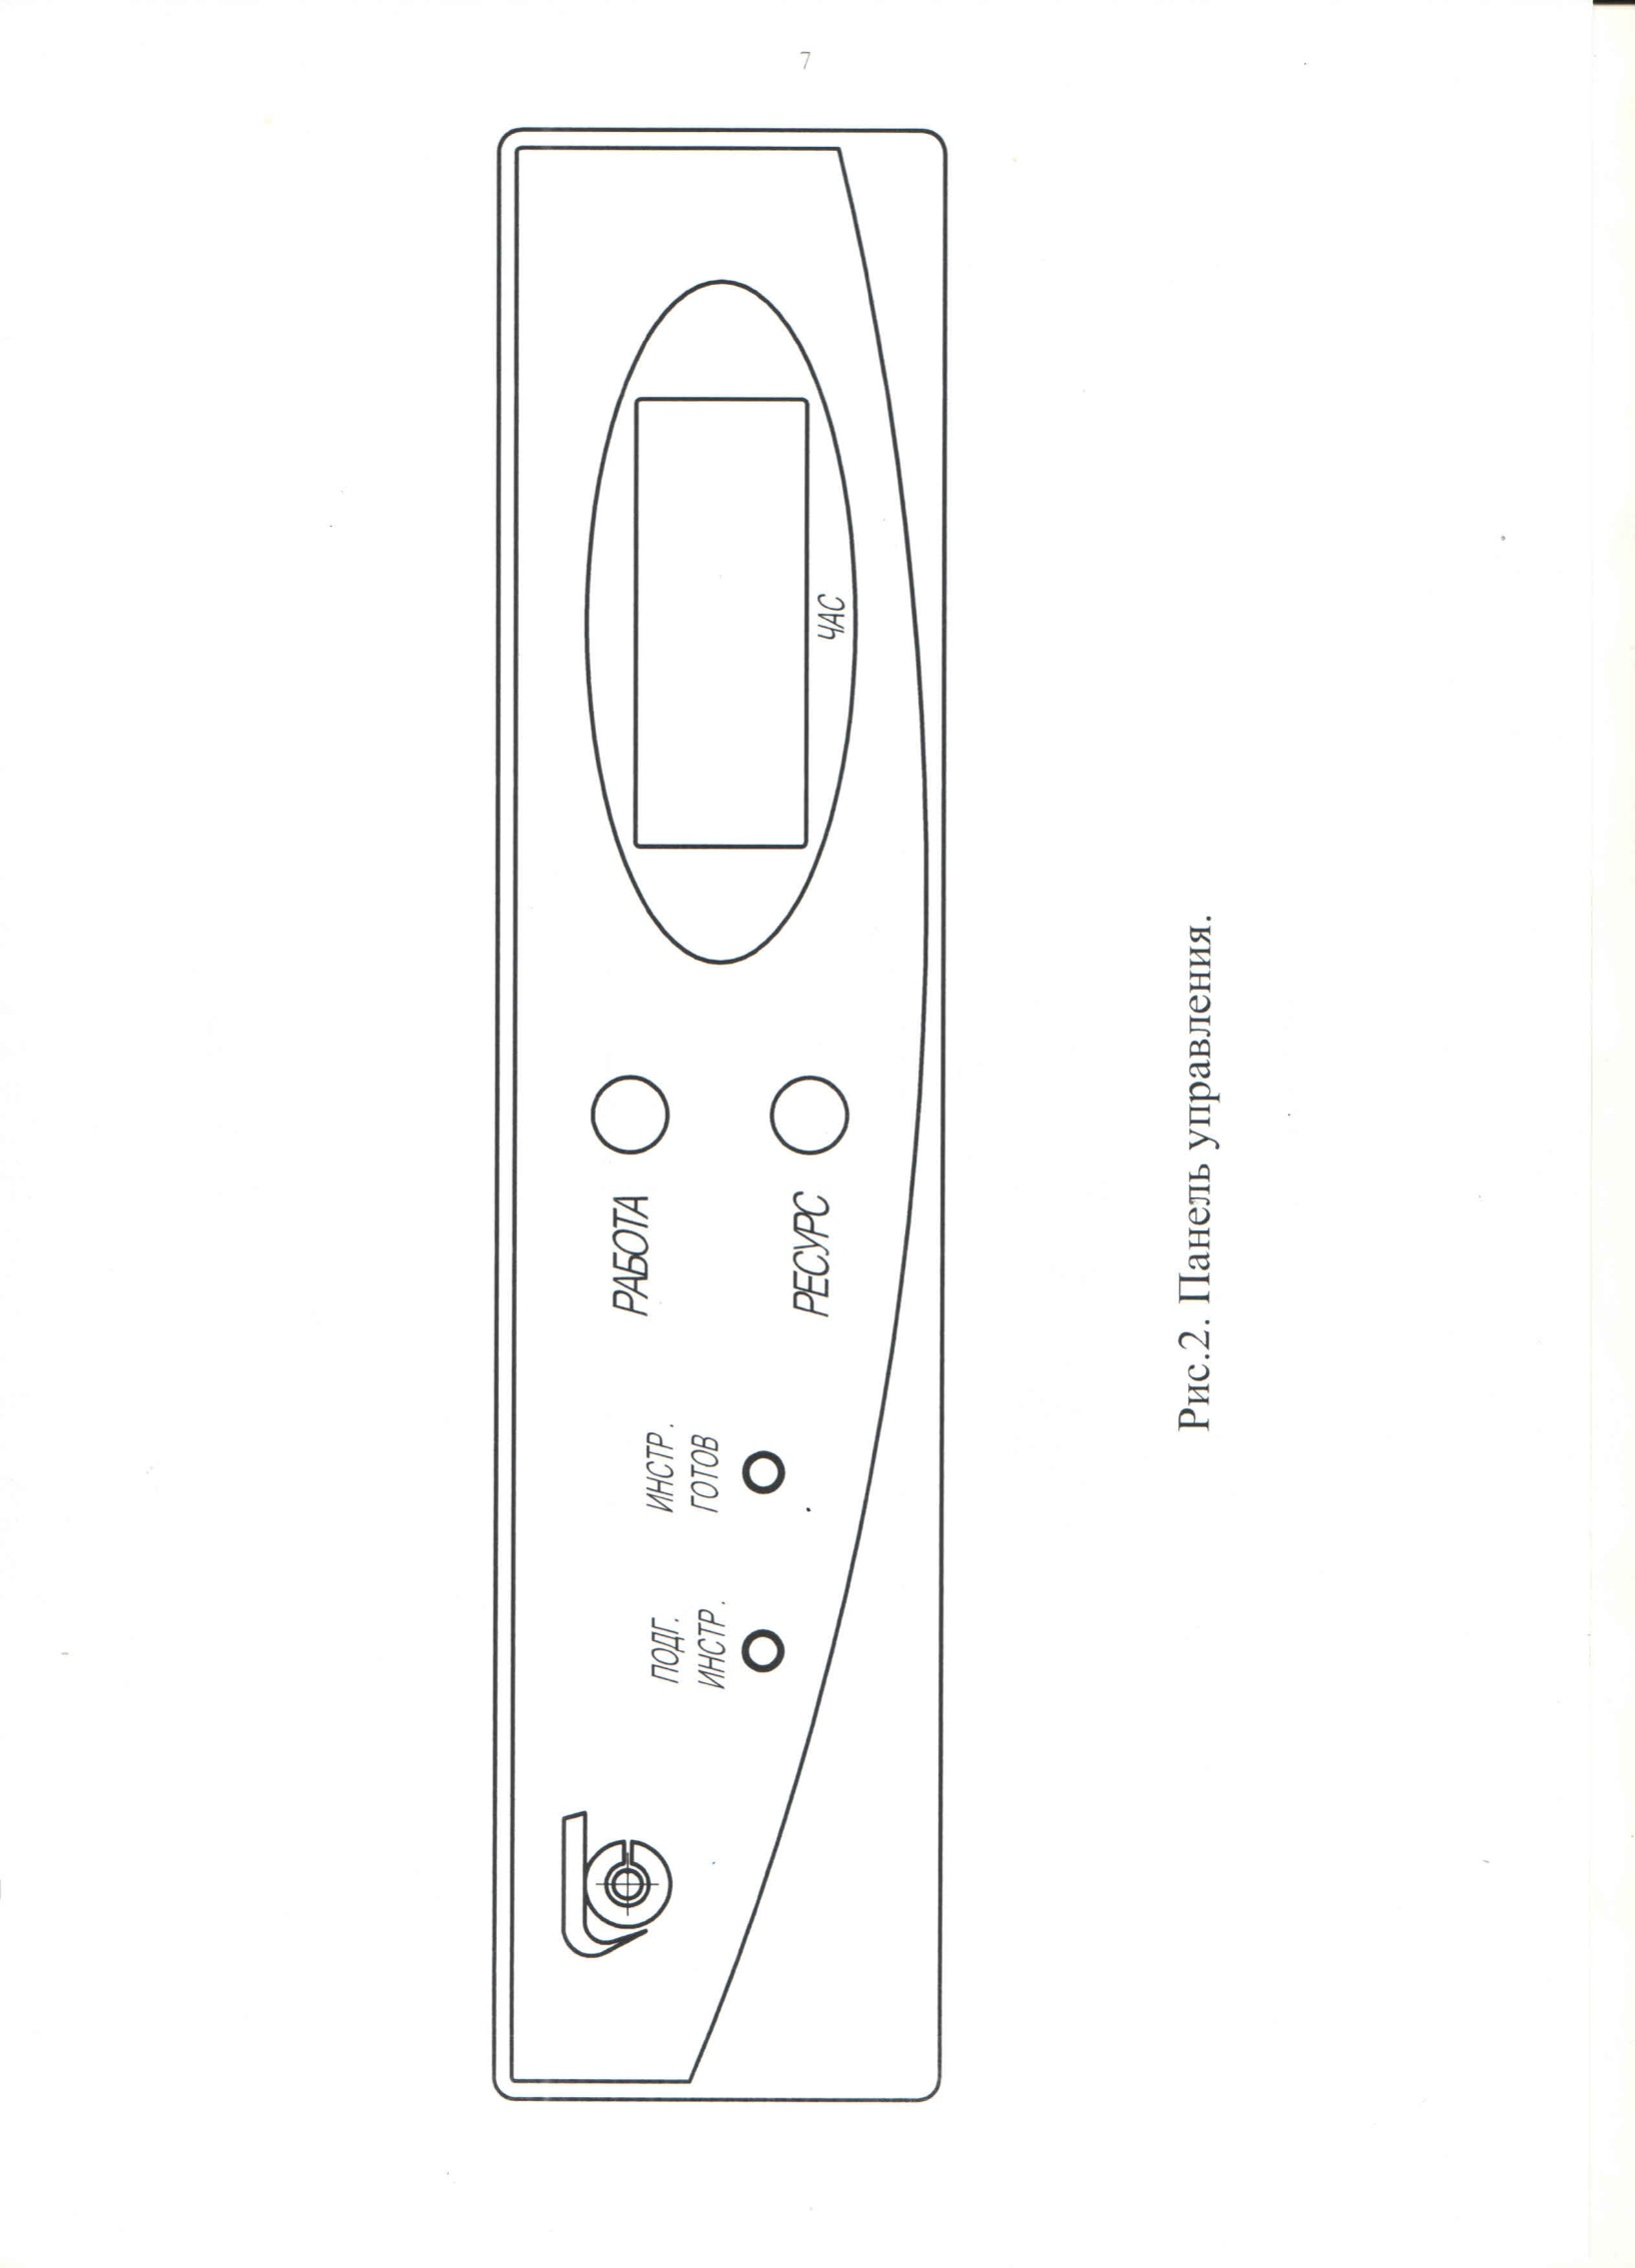 7
ПОДГ.
ИНСТР.
ИНСТР.
ГОТОВ
РАБОТА
РЕСУРС
ЧАС
Рис.2. Панель управления.